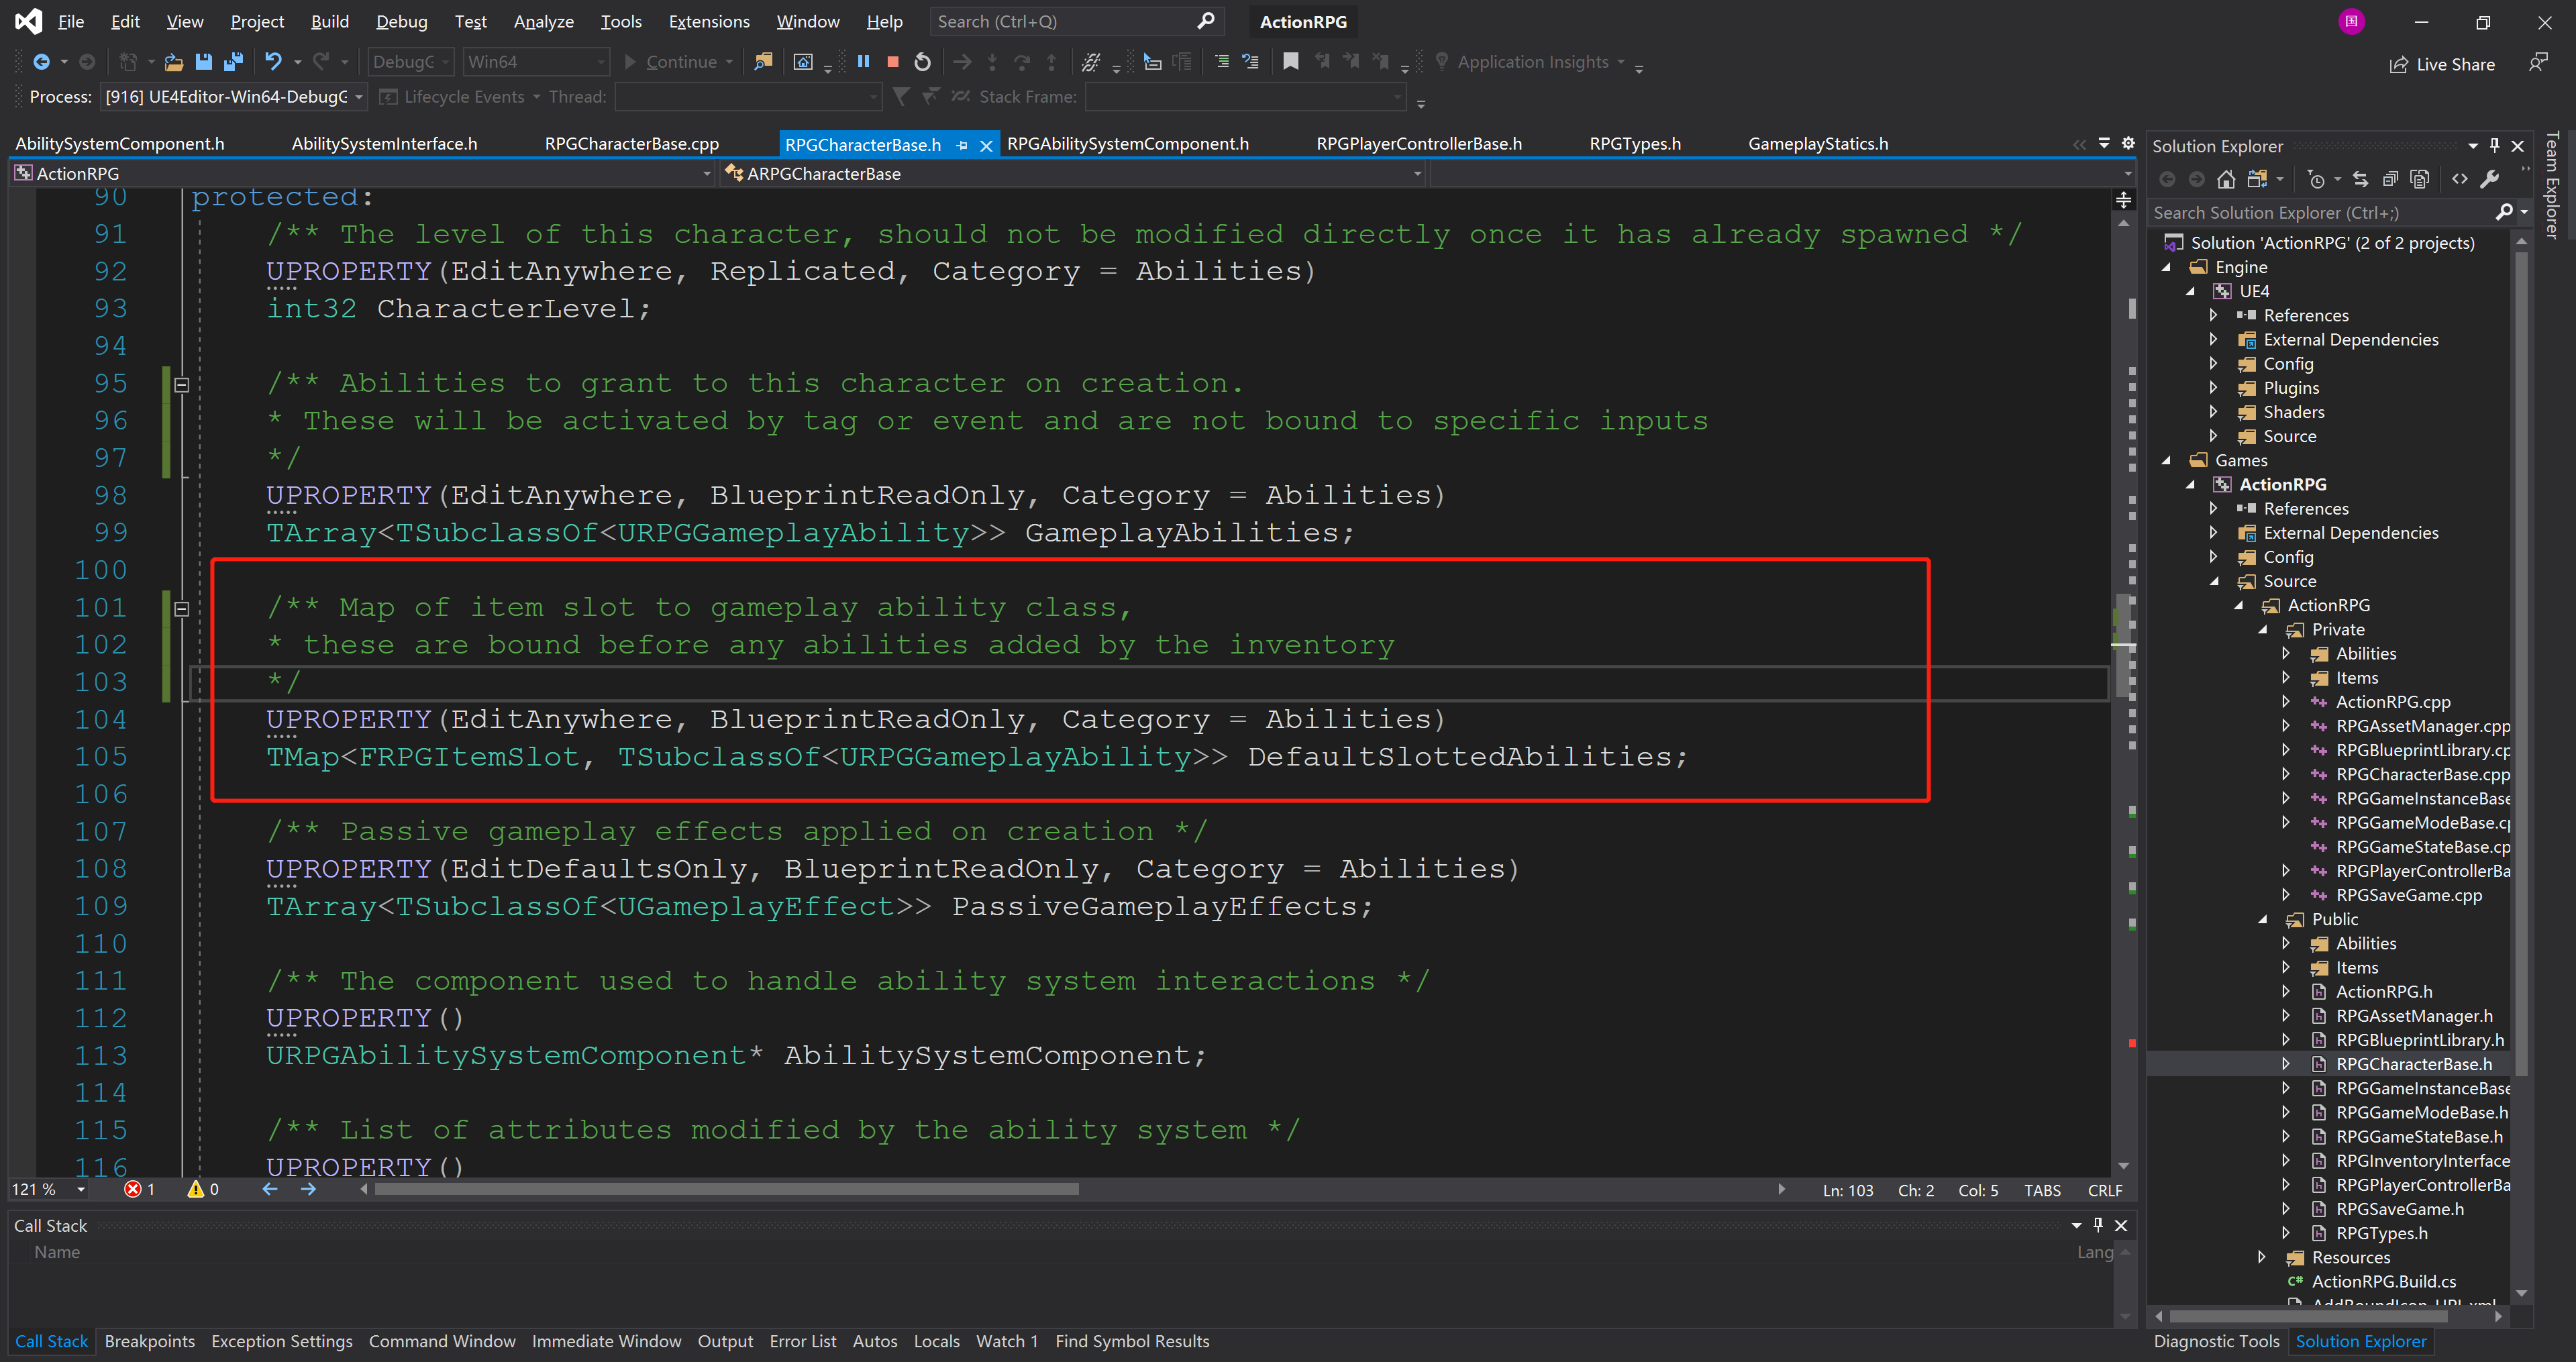 File Edit View Project Build Debug Test Analyze Tools Extensions Window Help Search (Ctrl+Q) ActionRPG 国
DebugG Win64 Continue Application Insights Live Share
Process: [916] UE4Editor-Win64-DebugG Lifecycle Events Thread: Stack Frame:
AbilitySystemComponent.h AbilitySystemInterface.h RPGCharacterBase.cpp RPGCharacterBase.h RPGAbilitySystemComponent.h RPGPlayerControllerBase.h RPGTypes.h GameplayStatics.h
ActionRPG ARPGCharacterBase
90 protected:
91 /** The level of this character, should not be modified directly once it has already spawned */
92 UPROPERTY(EditAnywhere, Replicated, Category = Abilities)
93 int32 CharacterLevel;
94
95 /** Abilities to grant to this character on creation.
96 * These will be activated by tag or event and are not bound to specific inputs
97 */
98 UPROPERTY(EditAnywhere, BlueprintReadOnly, Category = Abilities)
99 TArray<TSubclassOf<URPGGameplayAbility>> GameplayAbilities;
100
101 /** Map of item slot to gameplay ability class,
102 * these are bound before any abilities added by the inventory
103 */
104 UPROPERTY(EditAnywhere, BlueprintReadOnly, Category = Abilities)
105 TMap<FRPGItemSlot, TSubclassOf<URPGGameplayAbility>> DefaultSlottedAbilities;
106
107 /** Passive gameplay effects applied on creation */
108 UPROPERTY(EditDefaultsOnly, BlueprintReadOnly, Category = Abilities)
109 TArray<TSubclassOf<UGameplayEffect>> PassiveGameplayEffects;
110
111 /** The component used to handle ability system interactions */
112 UPROPERTY()
113 URPGAbilitySystemComponent* AbilitySystemComponent;
114
115 /** List of attributes modified by the ability system */
116 UPROPERTY()
121 % 1 0 Ln: 103 Ch: 2 Col: 5 TABS CRLF
Call Stack
Name Lang
Call Stack Breakpoints Exception Settings Command Window Immediate Window Output Error List Autos Locals Watch 1 Find Symbol Results
Solution Explorer
Search Solution Explorer (Ctrl+;)
Solution 'ActionRPG' (2 of 2 projects)
Engine
UE4
References
External Dependencies
Config
Plugins
Shaders
Source
Games
ActionRPG
References
External Dependencies
Config
Source
ActionRPG
Private
Abilities
Items
ActionRPG.cpp
RPGAssetManager.cpp
RPGBlueprintLibrary.cp
RPGCharacterBase.cpp
RPGGameInstanceBase
RPGGameModeBase.cp
RPGGameStateBase.cp
RPGPlayerControllerBa
RPGSaveGame.cpp
Public
Abilities
Items
ActionRPG.h
RPGAssetManager.h
RPGBlueprintLibrary.h
RPGCharacterBase.h
RPGGameInstanceBase
RPGGameModeBase.h
RPGGameStateBase.h
RPGInventoryInterface
RPGPlayerControllerBa
RPGSaveGame.h
RPGTypes.h
Resources
ActionRPG.Build.cs
Diagnostic Tools Solution Explorer
Team Explorer